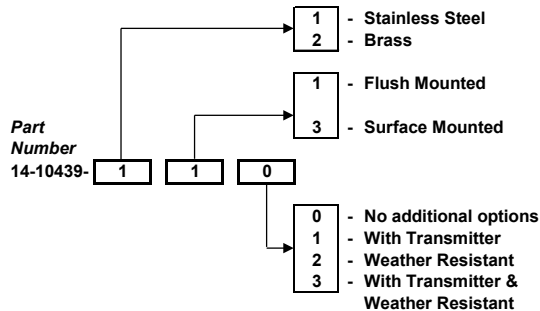 1 - Stainless Steel
2 - Brass
1 - Flush Mounted
3 - Surface Mounted
Part
Number
14-10439- 1 1 0
0 - No additional options
1 - With Transmitter
2 - Weather Resistant
3 - With Transmitter &
Weather Resistant